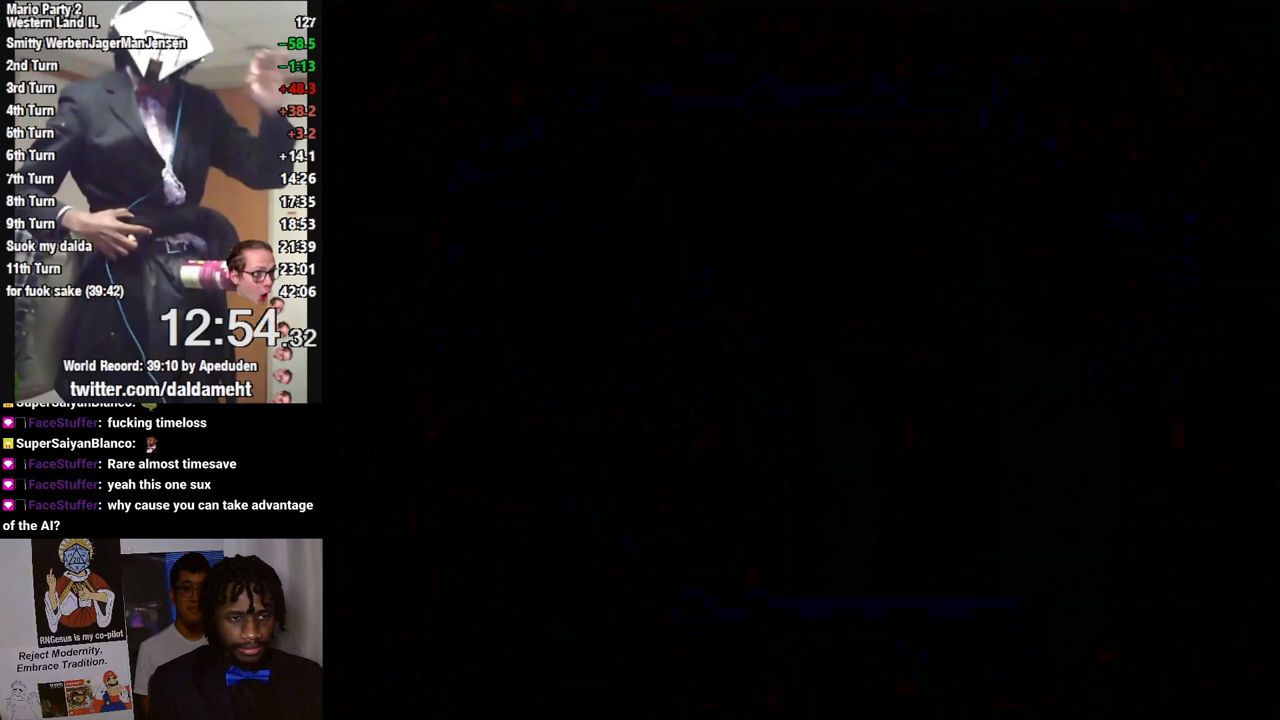 Mario Party 2
Western Land IL 127
Smitty WerbenJagerManJensen -58.5
2nd Turn -1:13
3rd Turn +48.3
4th Turn +38.2
5th Turn +3.2
6th Turn +14.1
7th Turn 14:26
8th Turn 17:35
9th Turn 18:53
Suck my dalda 21:39
11th Turn 23:01
for fuck sake (39:42) 42:06
12:54.32
World Record: 39:10 by Apeduden
twitter.com/daldameht
SuperSaiyanBlanco:
FaceStuffer: fucking timeloss
SuperSaiyanBlanco:
FaceStuffer: Rare almost timesave
FaceStuffer: yeah this one sux
FaceStuffer: why cause you can take advantage
of the AI?
RNGesus is my co-pilot
Reject Modernity,
Embrace Tradition.